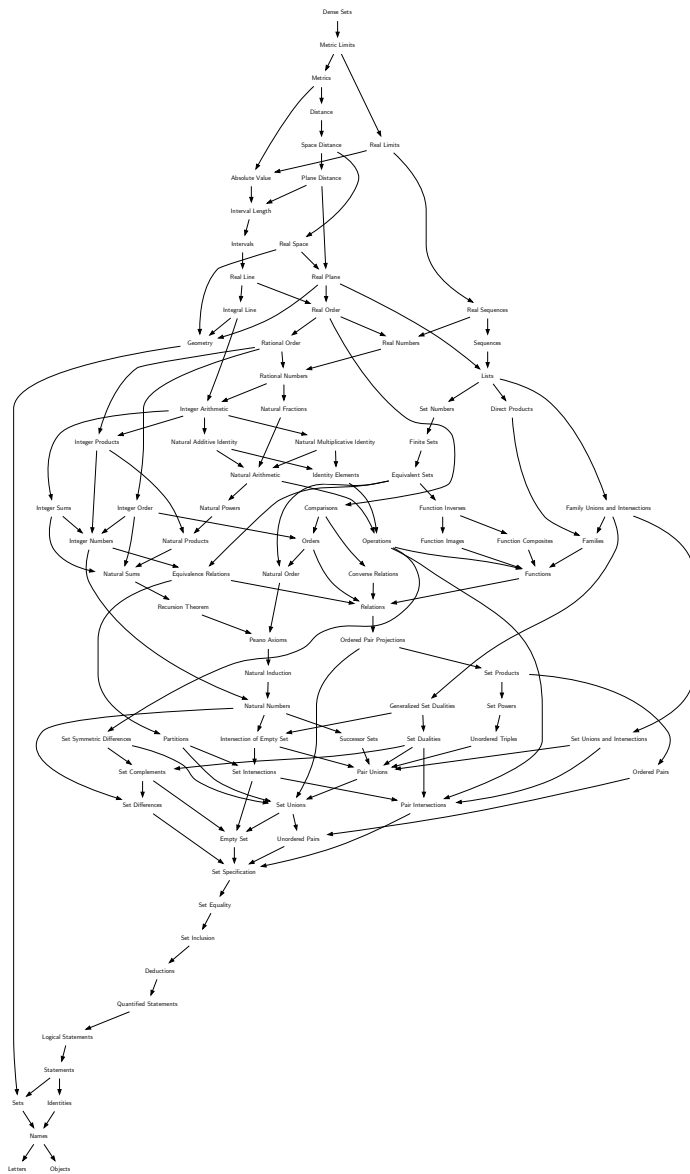 Dense Sets
Metric Limits
Metrics
Distance
Space Distance
Real Limits
Absolute Value
Plane Distance
Interval Length
Intervals
Real Space
Real Line
Real Plane
Integral Line
Real Order
Real Sequences
Geometry
Rational Order
Real Numbers
Sequences
Rational Numbers
Lists
Integer Arithmetic
Natural Fractions
Set Numbers
Direct Products
Integer Products
Natural Additive Identity
Natural Multiplicative Identity
Finite Sets
Natural Arithmetic
Identity Elements
Equivalent Sets
Integer Sums
Integer Order
Natural Powers
Comparisons
Function Inverses
Family Unions and Intersections
Integer Numbers
Natural Products
Orders
Operations
Function Images
Function Composites
Families
Natural Sums
Equivalence Relations
Natural Order
Converse Relations
Functions
Recursion Theorem
Relations
Peano Axioms
Ordered Pair Projections
Natural Induction
Set Products
Natural Numbers
Generalized Set Dualities
Set Powers
Set Symmetric Differences
Partitions
Intersection of Empty Set
Successor Sets
Set Dualities
Unordered Triples
Set Unions and Intersections
Set Complements
Set Intersections
Pair Unions
Ordered Pairs
Set Differences
Set Unions
Pair Intersections
Empty Set
Unordered Pairs
Set Specification
Set Equality
Set Inclusion
Deductions
Quantified Statements
Logical Statements
Statements
Sets
Identities
Names
Letters
Objects